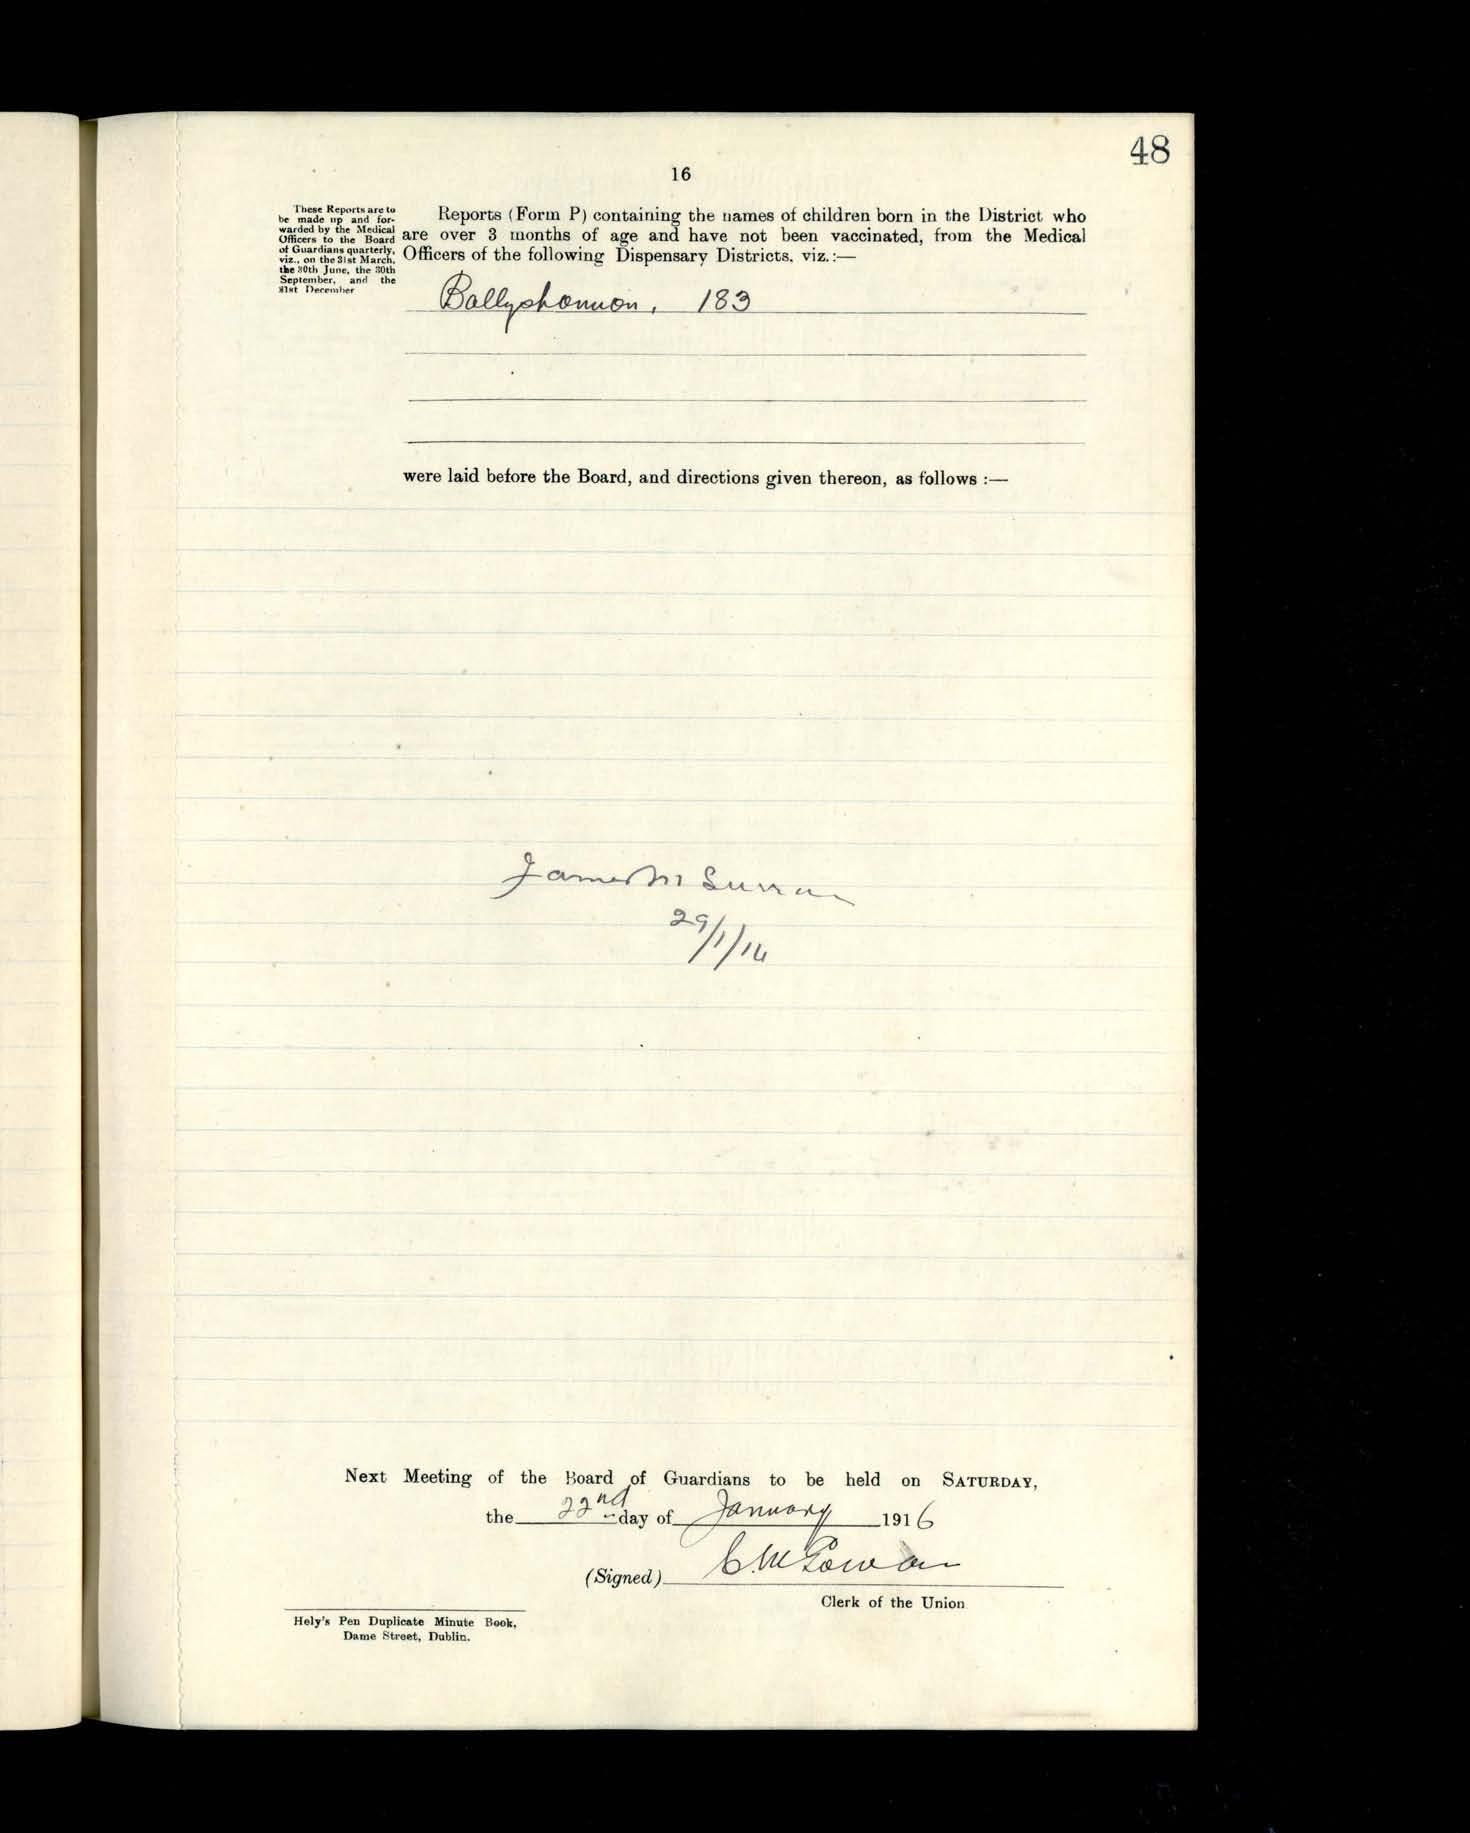 48
16
These Reports are to
be made up and for-
warded by the Medical
Officers to the Board
of Guardians quarterly,
viz., on the 31st March,
the 30th June, the 30th
September, and the
31st December
Reports (Form P) containing the names of children born in the District who
are over 3 months of age and have not been vaccinated, from the Medical
Officers of the following Dispensary Districts, viz.:—
Ballyshannon, 183
were laid before the Board, and directions given thereon, as follows :—
James
29/1/16
Next Meeting of the Board of Guardians to be held on SATURDAY,
the 22nd day of January 1916
(Signed) C. McGowan
Clerk of the Union
Hely's Pen Duplicate Minute Book,
Dame Street, Dublin.